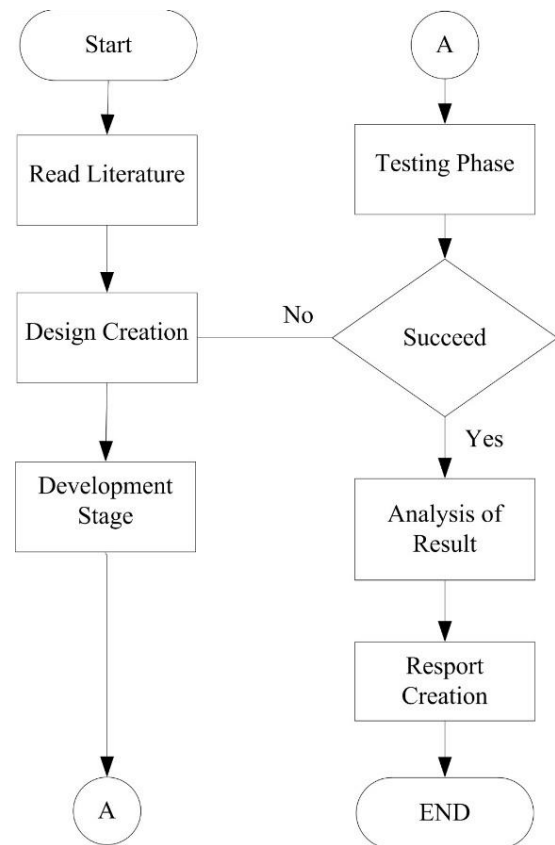 Start
Read Literature
Design Creation
Development
Stage
A
A
Testing Phase
Succeed
No
Yes
Analysis of
Result
Resport
Creation
END